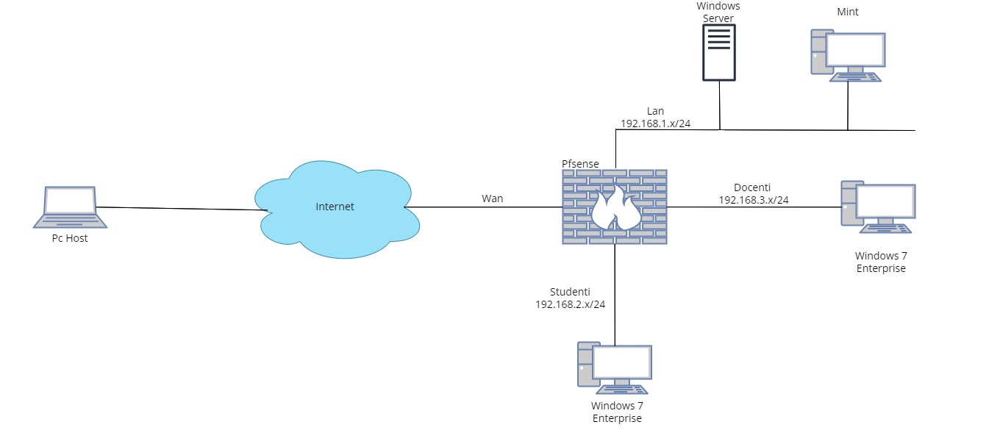 Windows
Server
Mint
Lan
192.168.1.x/24
Pfsense
Docenti
192.168.3.x/24
Wan
Internet
Pc Host
Windows 7
Enterprise
Studenti
192.168.2.x/24
Windows 7
Enterprise